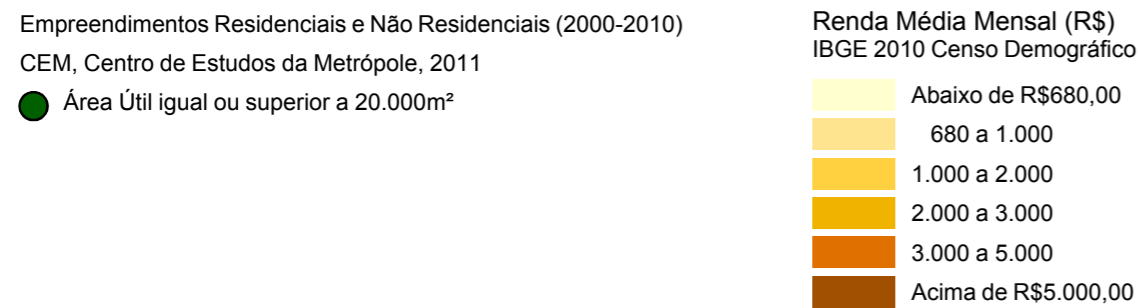 Empreendimentos Residenciais e Não Residenciais (2000-2010)
CEM, Centro de Estudos da Metrópole, 2011
Área Útil igual ou superior a 20.000m²
Renda Média Mensal (R$)
IBGE 2010 Censo Demográfico
Abaixo de R$680,00
680 a 1.000
1.000 a 2.000
2.000 a 3.000
3.000 a 5.000
Acima de R$5.000,00